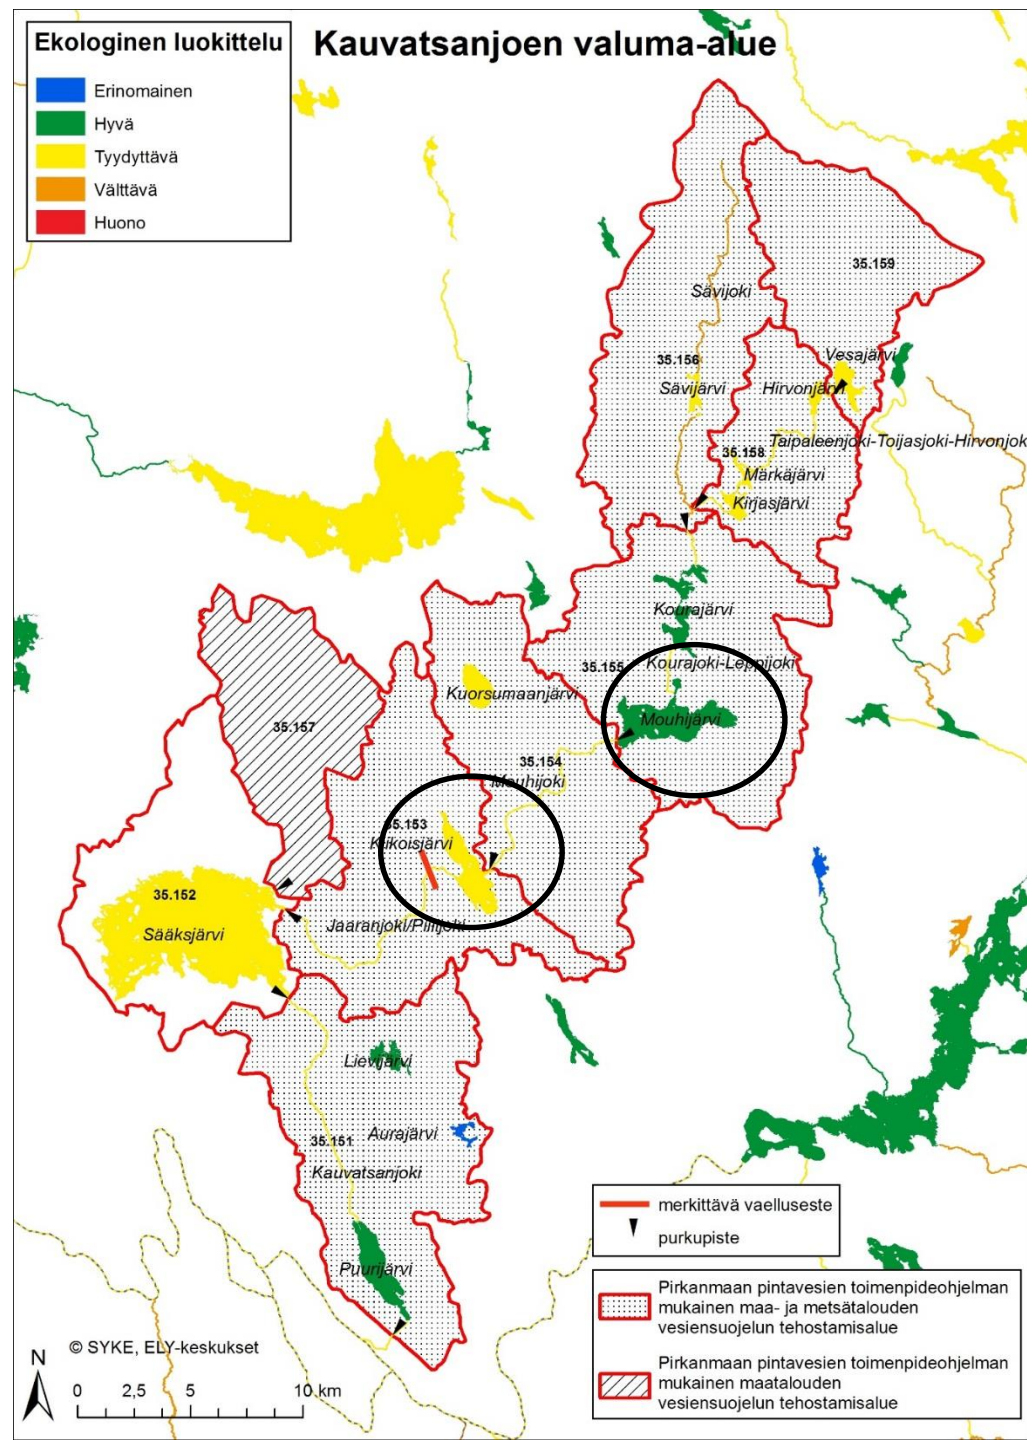 Ekologinen luokittelu
Erinomainen
Hyvä
Tyydyttävä
Välttävä
Huono
Kauvatsanjoen valuma-alue
35.159
Sävijoki
Vesajärvi
35.156
Sävijärvi
Hirvonjärvi
Taipaleenjoki-Toijasjoki-Hirvonjok
35.158
Märkäjärvi
Kirjasjärvi
Kourajärvi
35.155
Kourajoki-Leppijoki
Kuorsumaanjärvi
Mouhijärvi
35.157
35.154
Mouhijoki
35.153
Kiikoisjärvi
35.152
Sääksjärvi
Jaaranjoki/Piilijoki
Lievijärvi
Aurajärvi
35.151
Kauvatsanjoki
Puurijärvi
merkittävä vaelluseste
purkupiste
Pirkanmaan pintavesien toimenpideohjelman
mukainen maa- ja metsätalouden
vesiensuojelun tehostamisalue
Pirkanmaan pintavesien toimenpideohjelman
mukainen maatalouden
vesiensuojelun tehostamisalue
© SYKE, ELY-keskukset
N
0 2,5 5 10 km